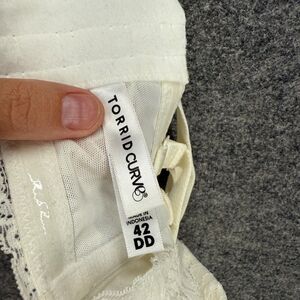 TORRID CURVE®
MADE IN
INDONESIA
42
DD